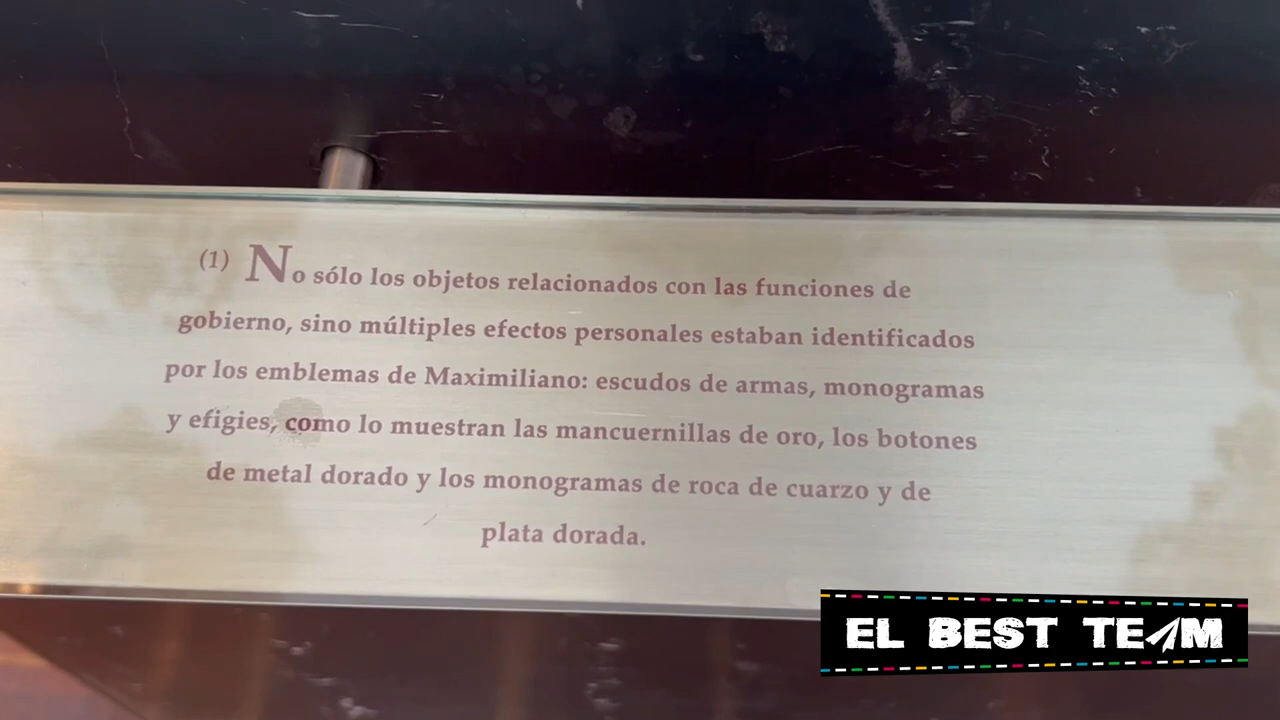 (1) No sólo los objetos relacionados con las funciones de
gobierno, sino múltiples efectos personales estaban identificados
por los emblemas de Maximiliano: escudos de armas, monogramas
y efigies, como lo muestran las mancuernillas de oro, los botones
de metal dorado y los monogramas de roca de cuarzo y de
plata dorada.
EL BEST TEAM